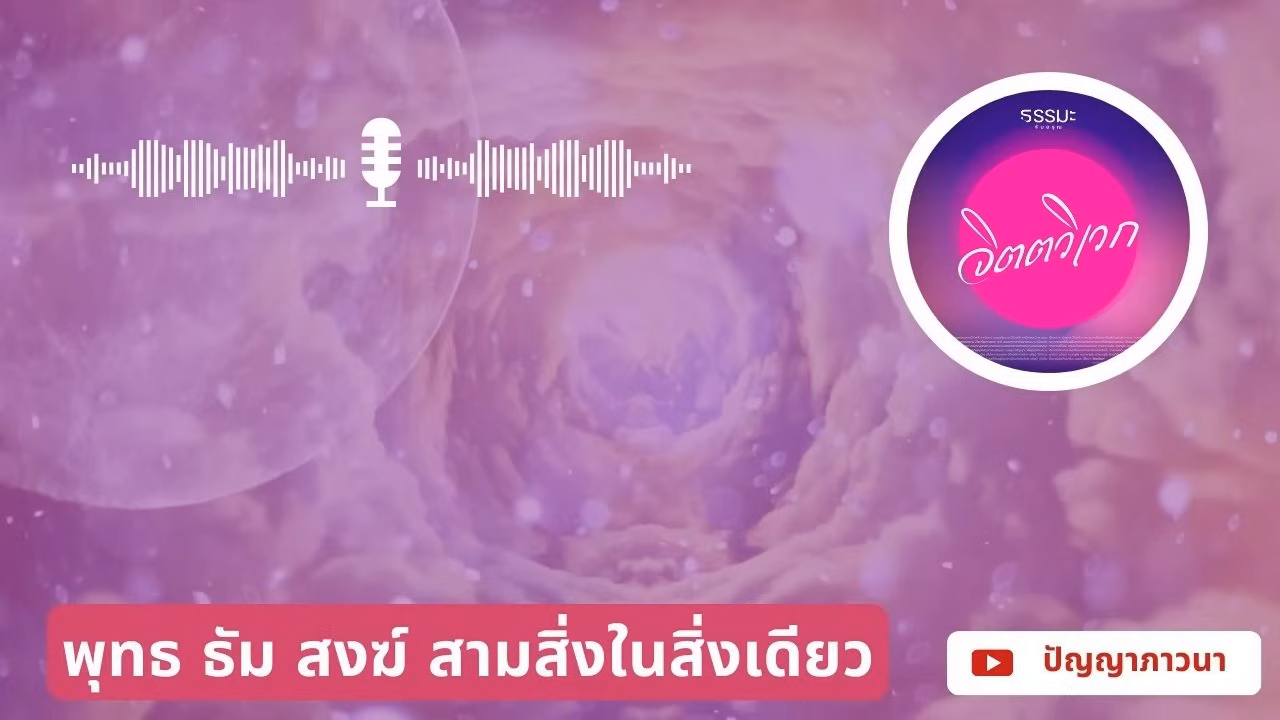 ธรรมะ
จิตตวิเวก
พุทธ ธัม สงฆ์ สามสิ่งในสิ่งเดียว
ปัญญาภาวนา